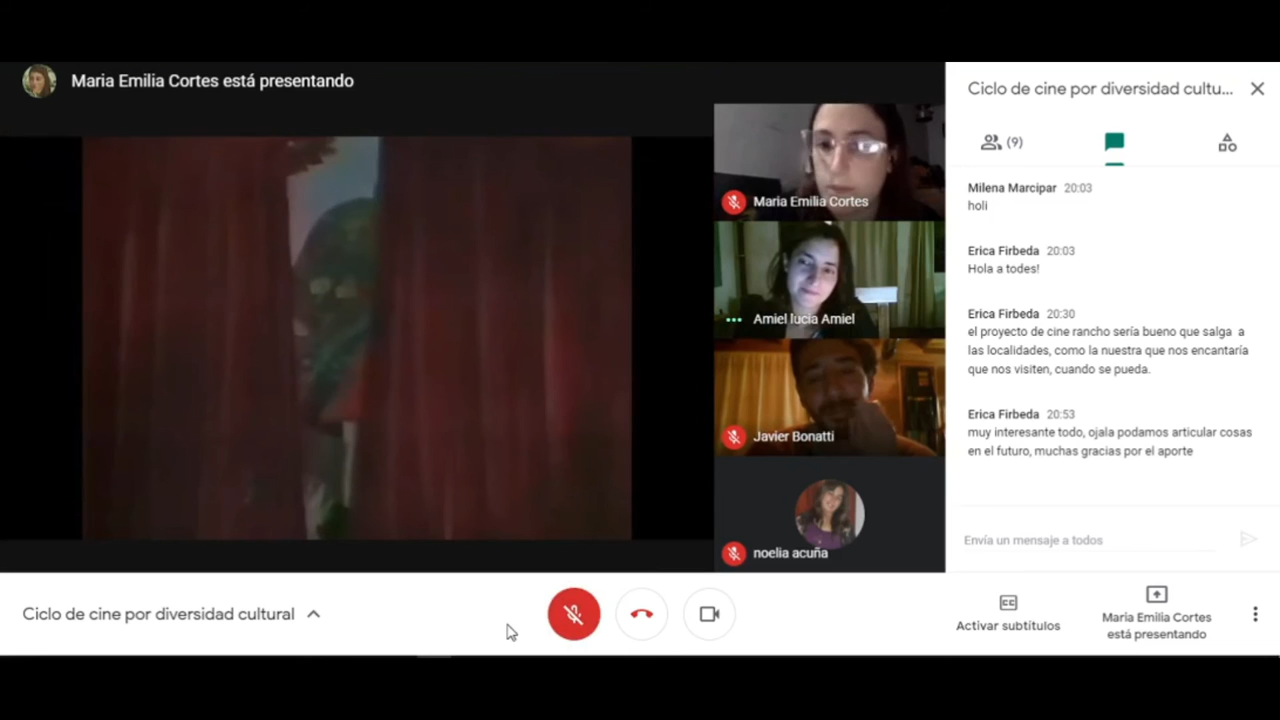 Maria Emilia Cortes está presentando
Maria Emilia Cortes
Amiel lucia Amiel
Javier Bonatti
noelia acuña
Ciclo de cine por diversidad cultu...
(9)
Milena Marcipar 20:03
holi
Erica Firbeda 20:03
Hola a todes!
Erica Firbeda 20:30
el proyecto de cine rancho sería bueno que salga a
las localidades, como la nuestra que nos encantaría
que nos visiten, cuando se pueda.
Erica Firbeda 20:53
muy interesante todo, ojala podamos articular cosas
en el futuro, muchas gracias por el aporte
Envía un mensaje a todos
Ciclo de cine por diversidad cultural
CC
Activar subtítulos
Maria Emilia Cortes
está presentando